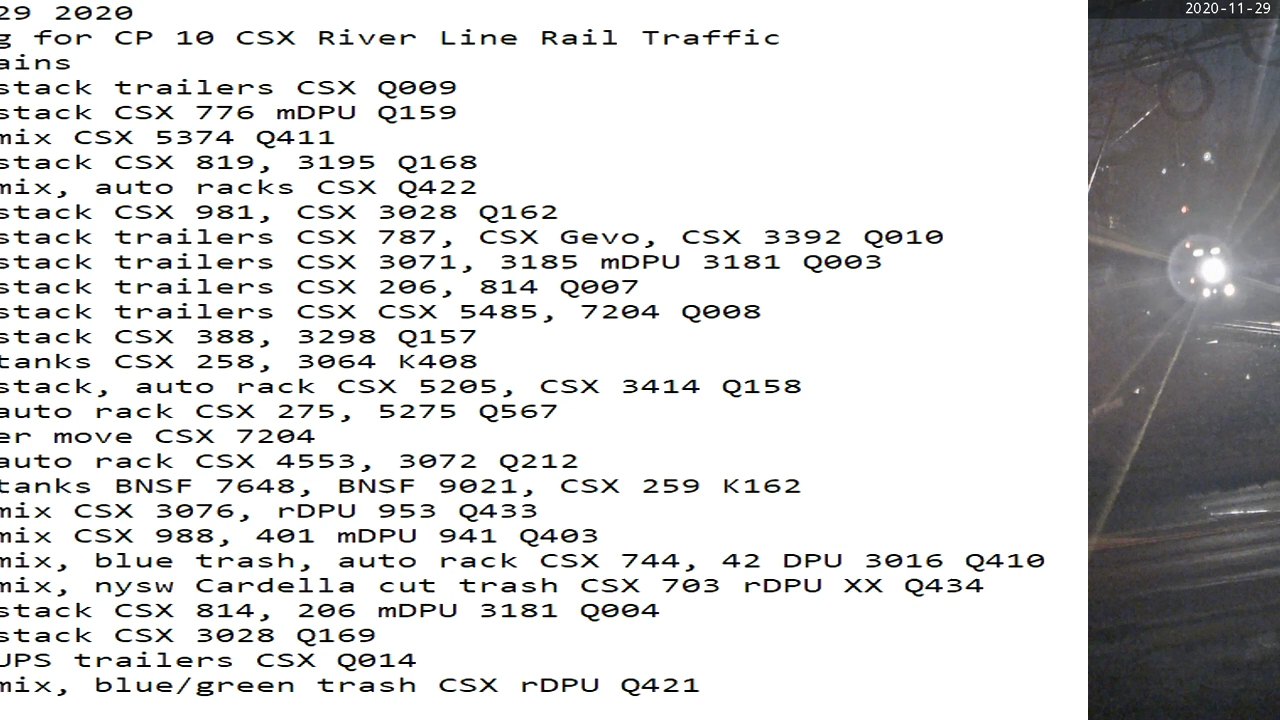 29 2020
g for CP 10 CSX River Line Rail Traffic
ains
stack trailers CSX Q009
stack CSX 776 mDPU Q159
mix CSX 5374 Q411
stack CSX 819, 3195 Q168
mix, auto racks CSX Q422
stack CSX 981, CSX 3028 Q162
stack trailers CSX 787, CSX Gevo, CSX 3392 Q010
stack trailers CSX 3071, 3185 mDPU 3181 Q003
stack trailers CSX 206, 814 Q007
stack trailers CSX CSX 5485, 7204 Q008
stack CSX 388, 3298 Q157
tanks CSX 258, 3064 K408
stack, auto rack CSX 5205, CSX 3414 Q158
auto rack CSX 275, 5275 Q567
er move CSX 7204
auto rack CSX 4553, 3072 Q212
tanks BNSF 7648, BNSF 9021, CSX 259 K162
mix CSX 3076, rDPU 953 Q433
mix CSX 988, 401 mDPU 941 Q403
mix, blue trash, auto rack CSX 744, 42 DPU 3016 Q410
mix, nysw Cardella cut trash CSX 703 rDPU XX Q434
stack CSX 814, 206 mDPU 3181 Q004
stack CSX 3028 Q169
UPS trailers CSX Q014
mix, blue/green trash CSX rDPU Q421
2020-11-29